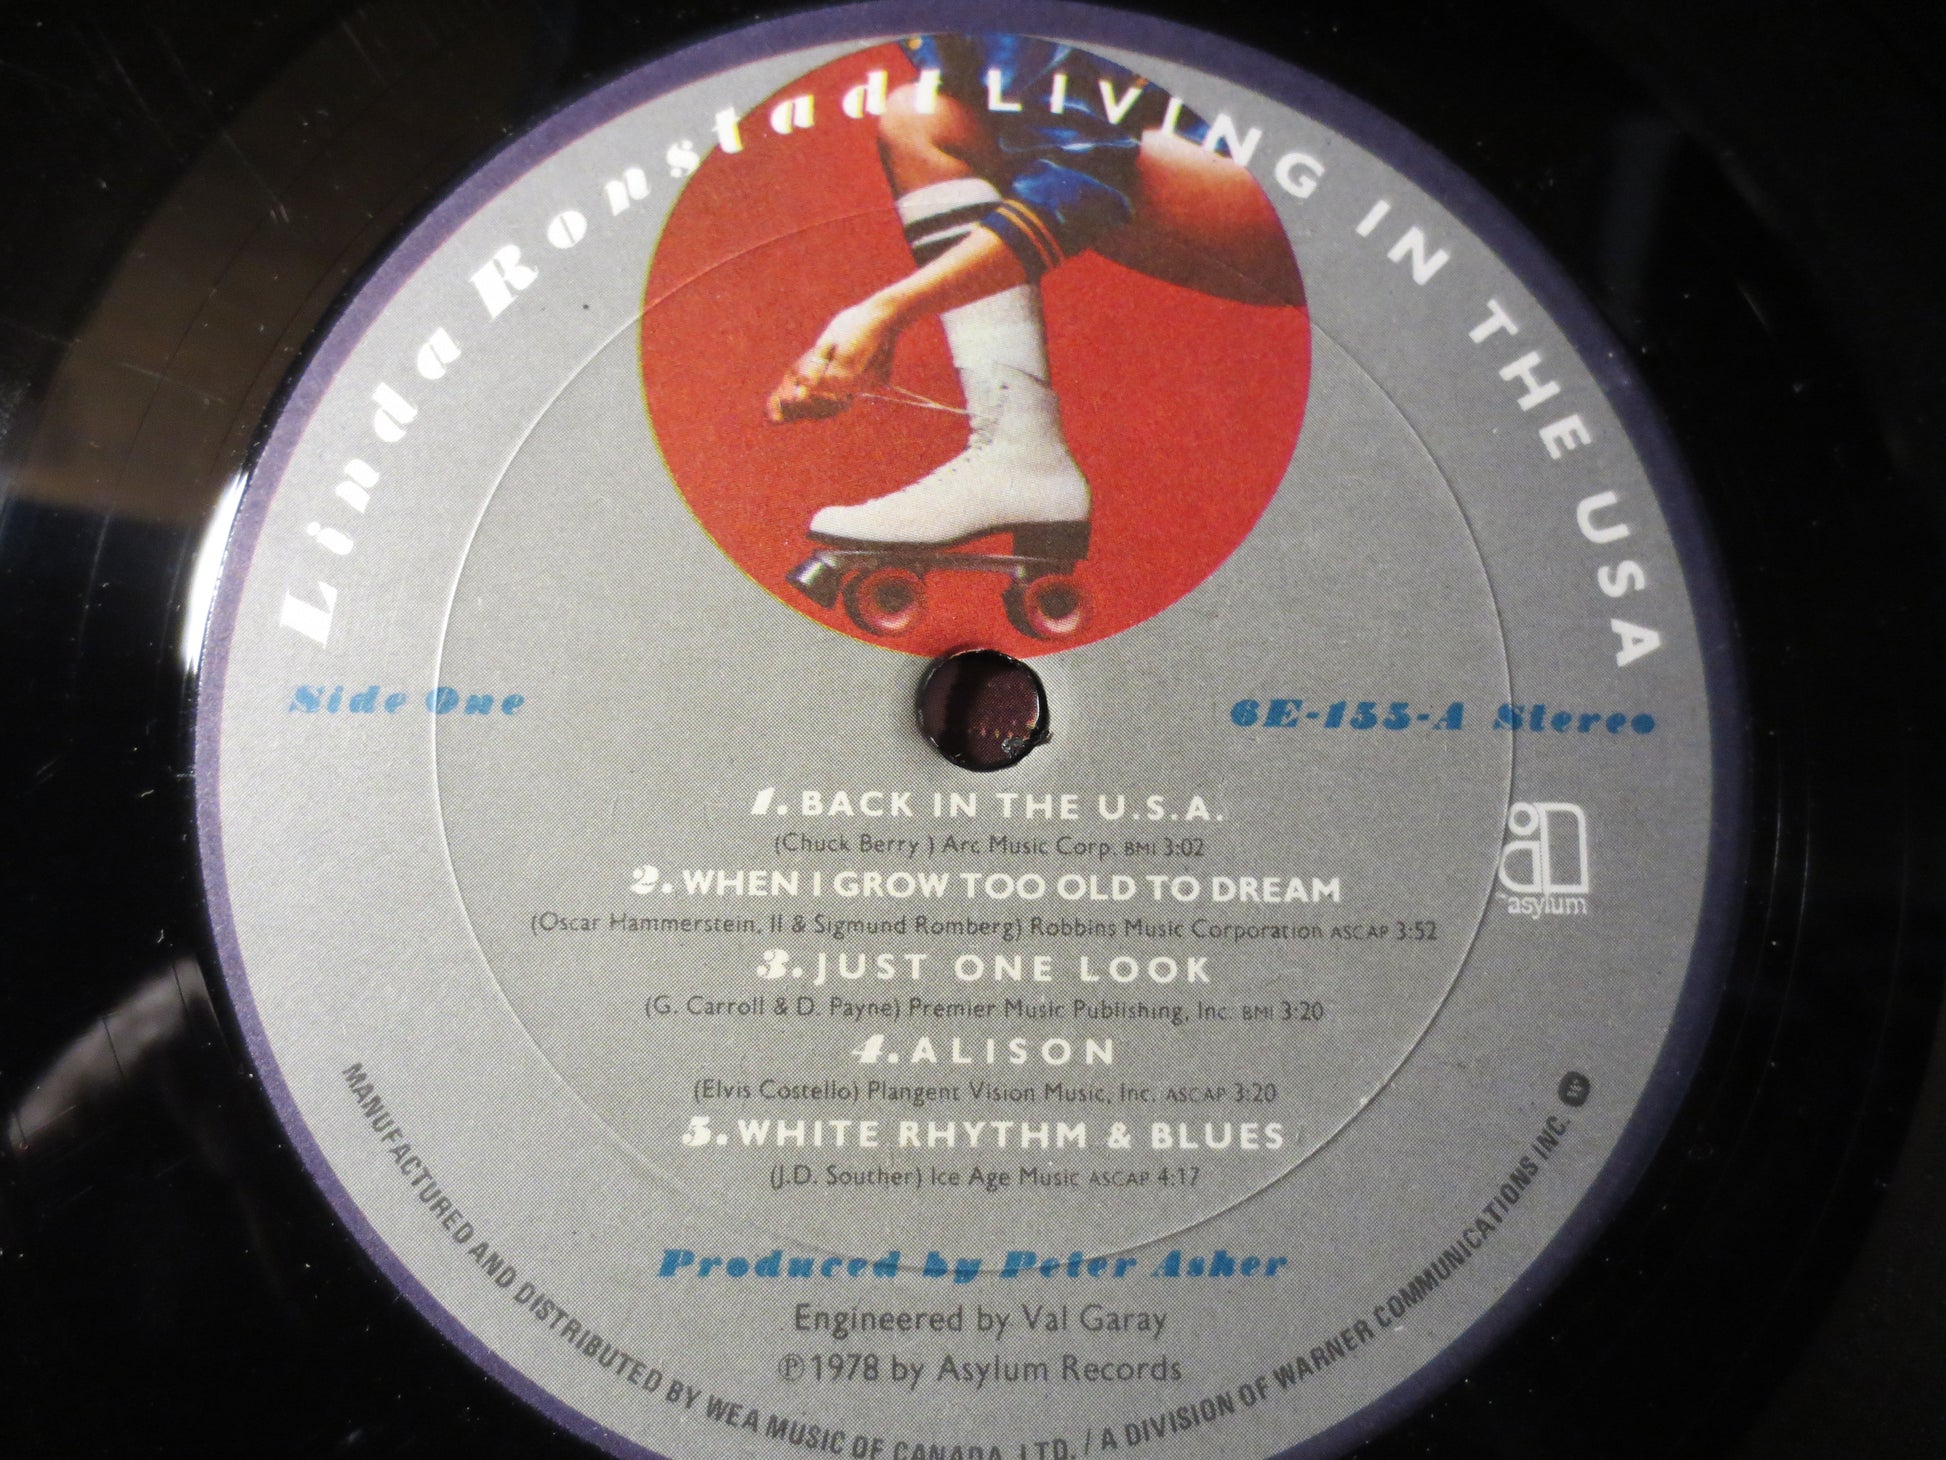 Linda Ronstadt LIVING IN THE USA
Side One
6E-155-A Stereo
1. BACK IN THE U.S.A.
(Chuck Berry ) Arc Music Corp. BMI 3:02
2. WHEN I GROW TOO OLD TO DREAM
(Oscar Hammerstein, II & Sigmund Romberg) Robbins Music Corporation ASCAP 3:52
asylum
3. JUST ONE LOOK
(G. Carroll & D. Payne) Premier Music Publishing, Inc. BMI 3:20
4. ALISON
(Elvis Costello) Plangent Vision Music, Inc. ASCAP 3:20
5. WHITE RHYTHM & BLUES
(J.D. Souther) Ice Age Music ASCAP 4:17
Produced by Peter Asher
Engineered by Val Garay
℗1978 by Asylum Records
MANUFACTURED AND DISTRIBUTED BY WEA MUSIC OF CANADA, LTD. / A DIVISION OF WARNER COMMUNICATIONS INC.